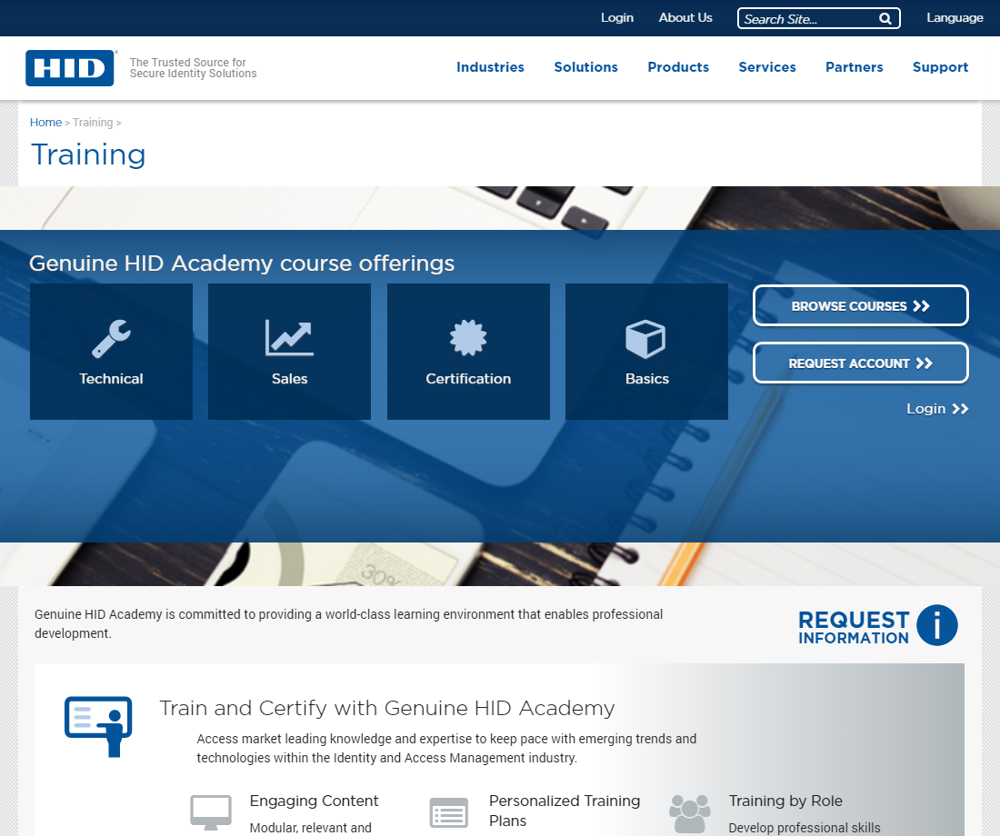 Login About Us Search Site... Language
HID
The Trusted Source for
Secure Identity Solutions
Industries Solutions Products Services Partners Support
Home > Training >
Training
Genuine HID Academy course offerings
Technical Sales Certification Basics
BROWSE COURSES
REQUEST ACCOUNT
Login
30%
Genuine HID Academy is committed to providing a world-class learning environment that enables professional
development.
REQUEST
INFORMATION
i
Train and Certify with Genuine HID Academy
Access market leading knowledge and expertise to keep pace with emerging trends and
technologies within the Identity and Access Management industry.
Engaging Content
Modular, relevant and
Personalized Training
Plans
Training by Role
Develop professional skills